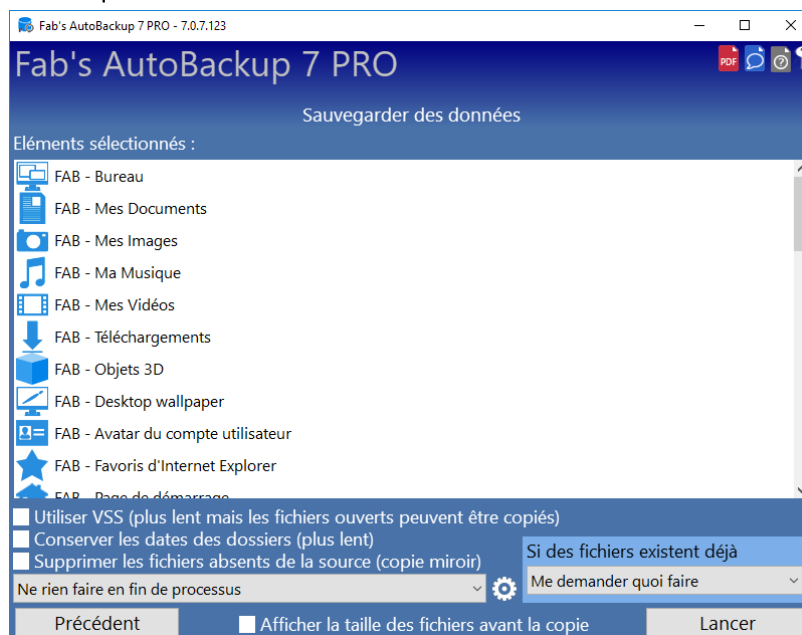 Fab's AutoBackup 7 PRO - 7.0.7.123
Fab's AutoBackup 7 PRO
PDF
?
Sauvegarder des données
Eléments sélectionnés :
FAB - Bureau
FAB - Mes Documents
FAB - Mes Images
FAB - Ma Musique
FAB - Mes Vidéos
FAB - Téléchargements
FAB - Objets 3D
FAB - Desktop wallpaper
FAB - Avatar du compte utilisateur
FAB - Favoris d'Internet Explorer
FAB - Page de démarrage
Utiliser VSS (plus lent mais les fichiers ouverts peuvent être copiés)
Conserver les dates des dossiers (plus lent)
Supprimer les fichiers absents de la source (copie miroir)
Si des fichiers existent déjà
Ne rien faire en fin de processus
Me demander quoi faire
Précédent
Afficher la taille des fichiers avant la copie
Lancer